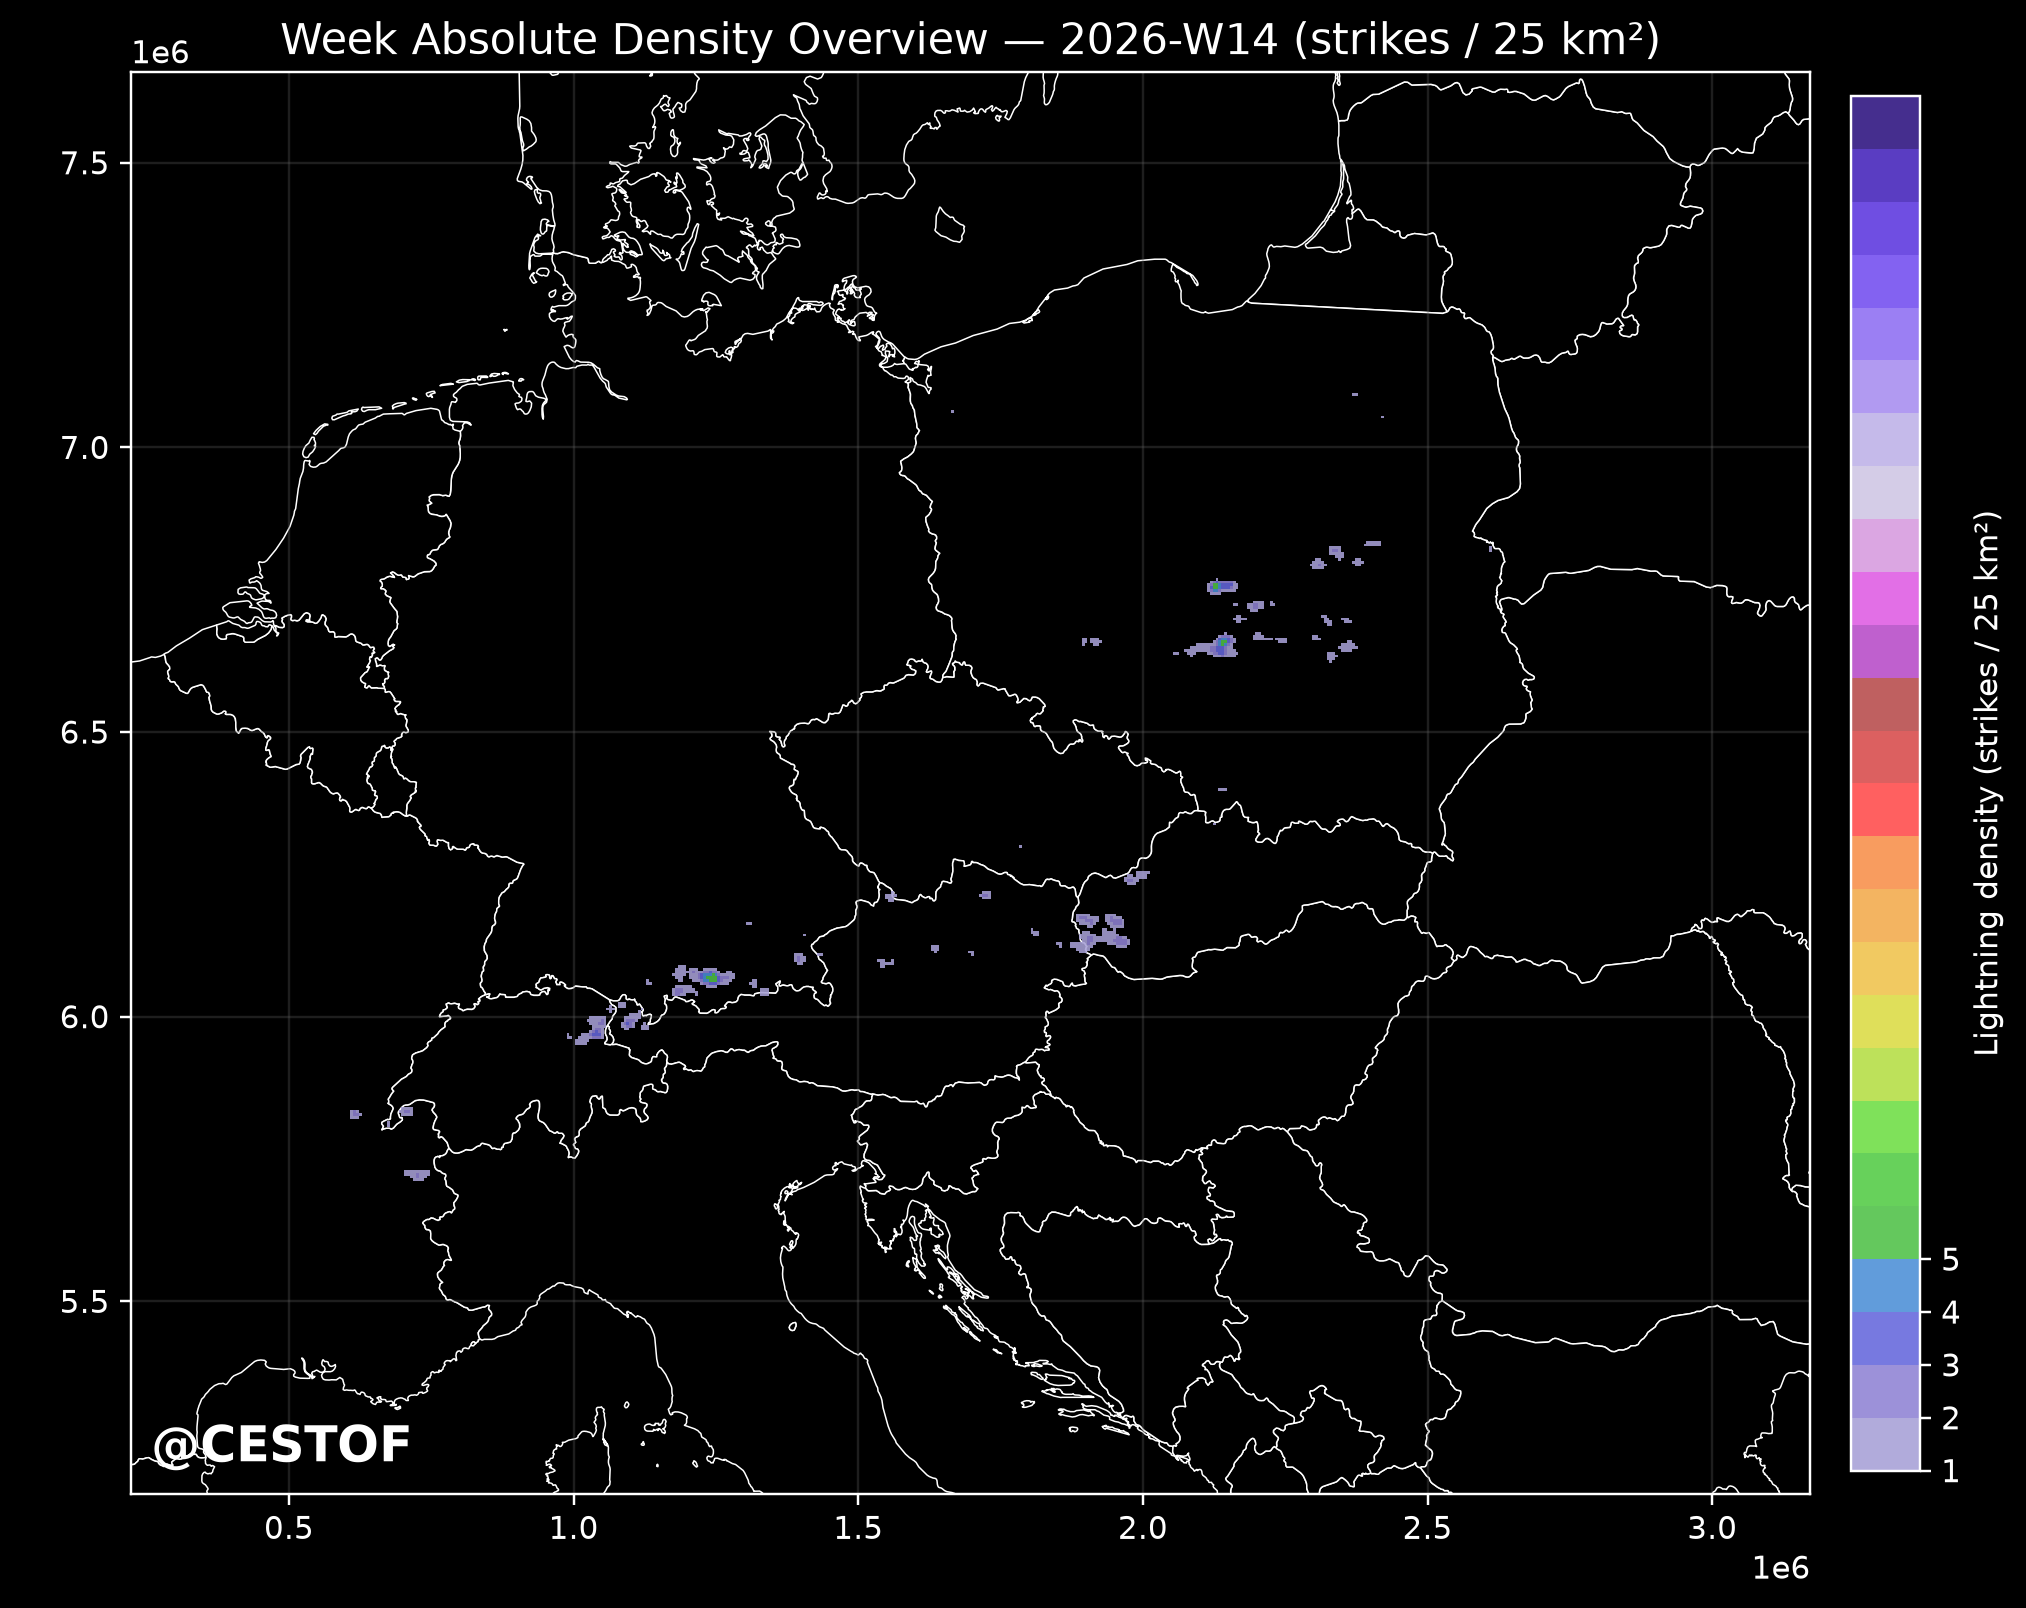 Week Absolute Density Overview — 2026-W14 (strikes / 25 km²)
1e6
7.5
7.0
6.5
6.0
5.5
0.5 1.0 1.5 2.0 2.5 3.0
1e6
5
4
3
2
1
Lightning density (strikes / 25 km²)
@CESTOF